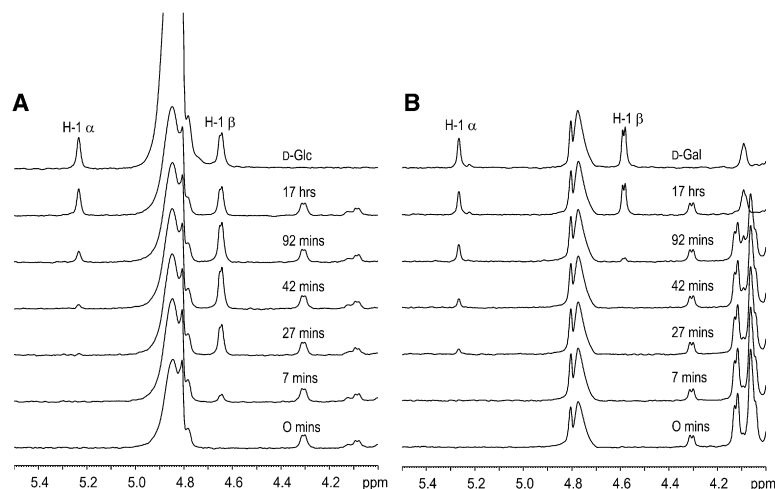 A
H-1 α
H-1 β
D-Glc
17 hrs
92 mins
42 mins
27 mins
7 mins
O mins
5.4 5.2 5.0 4.8 4.6 4.4 4.2 ppm
B
H-1 α
H-1 β
D-Gal
17 hrs
92 mins
42 mins
27 mins
7 mins
O mins
5.4 5.2 5.0 4.8 4.6 4.4 4.2 ppm